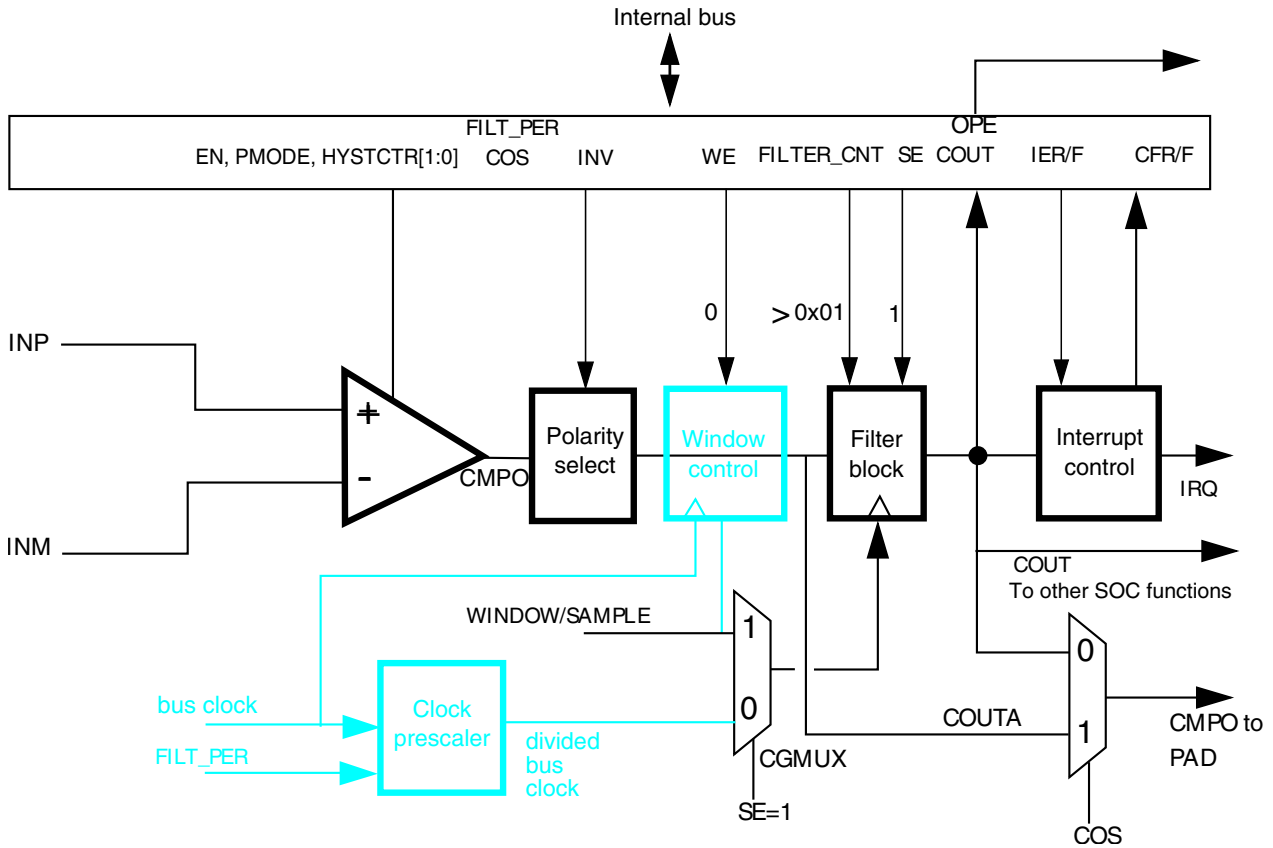 Internal bus
FILT_PER
OPE
EN, PMODE, HYSTCTR[1:0] COS INV WE FILTER_CNT SE COUT IER/F CFR/F
0
> 0x01
1
INP
INM
+
-
CMPO
Polarity
select
Window
control
Filter
block
Interrupt
control
IRQ
COUT
To other SOC functions
WINDOW/SAMPLE
1
0
CGMUX
SE=1
bus clock
FILT_PER
Clock
prescaler
divided
bus
clock
COUTA
0
1
CMPO to
PAD
COS